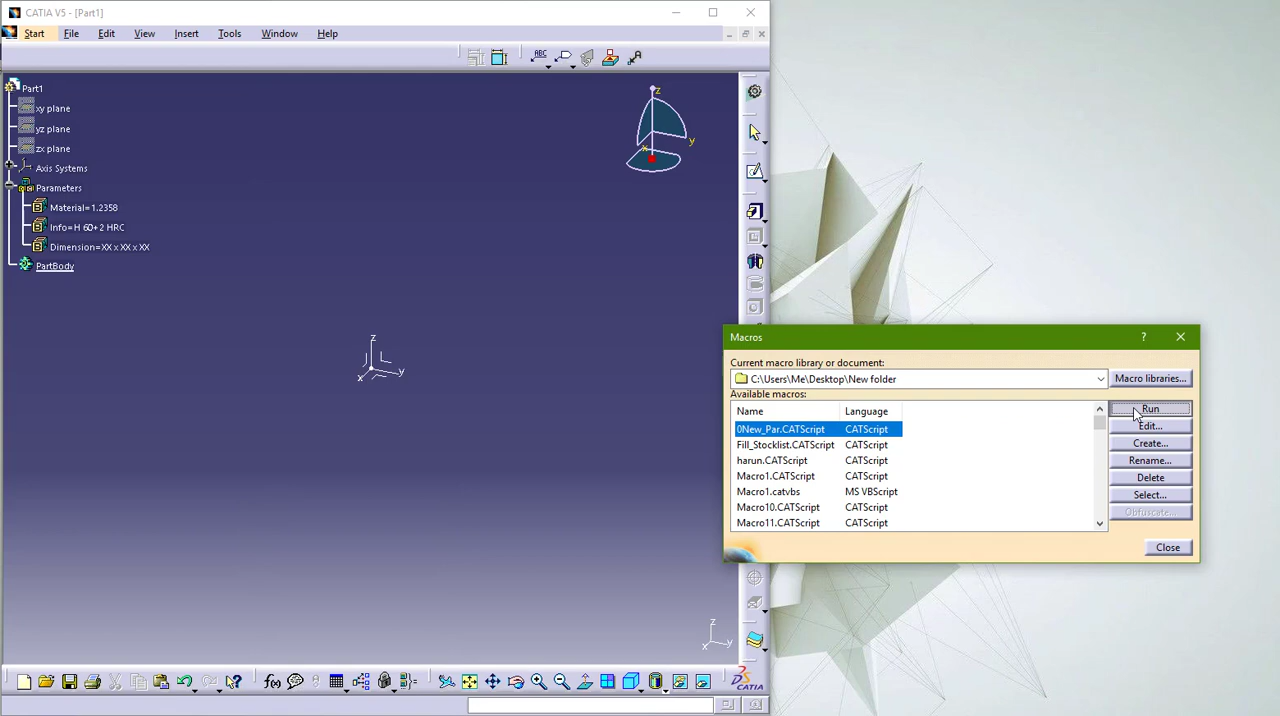 CATIA V5 - [Part1]
Start File Edit View Insert Tools Window Help
ABC
Part1
xy plane
yz plane
zx plane
Axis Systems
Parameters
Material=1.2358
Info=H 60+2 HRC
Dimension=XX x XX x XX
PartBody
z
y
x
z
x
y
z
x
y
Macros
?
Current macro library or document:
C:\Users\Me\Desktop\New folder
Macro libraries...
Available macros:
Name Language
0New_Par.CATScript CATScript
Fill_Stocklist.CATScript CATScript
harun.CATScript CATScript
Macro1.CATScript CATScript
Macro1.catvbs MS VBScript
Macro10.CATScript CATScript
Macro11.CATScript CATScript
Run
Edit...
Create...
Rename...
Delete
Select...
Obfuscate...
Close
f(x)
CATIA